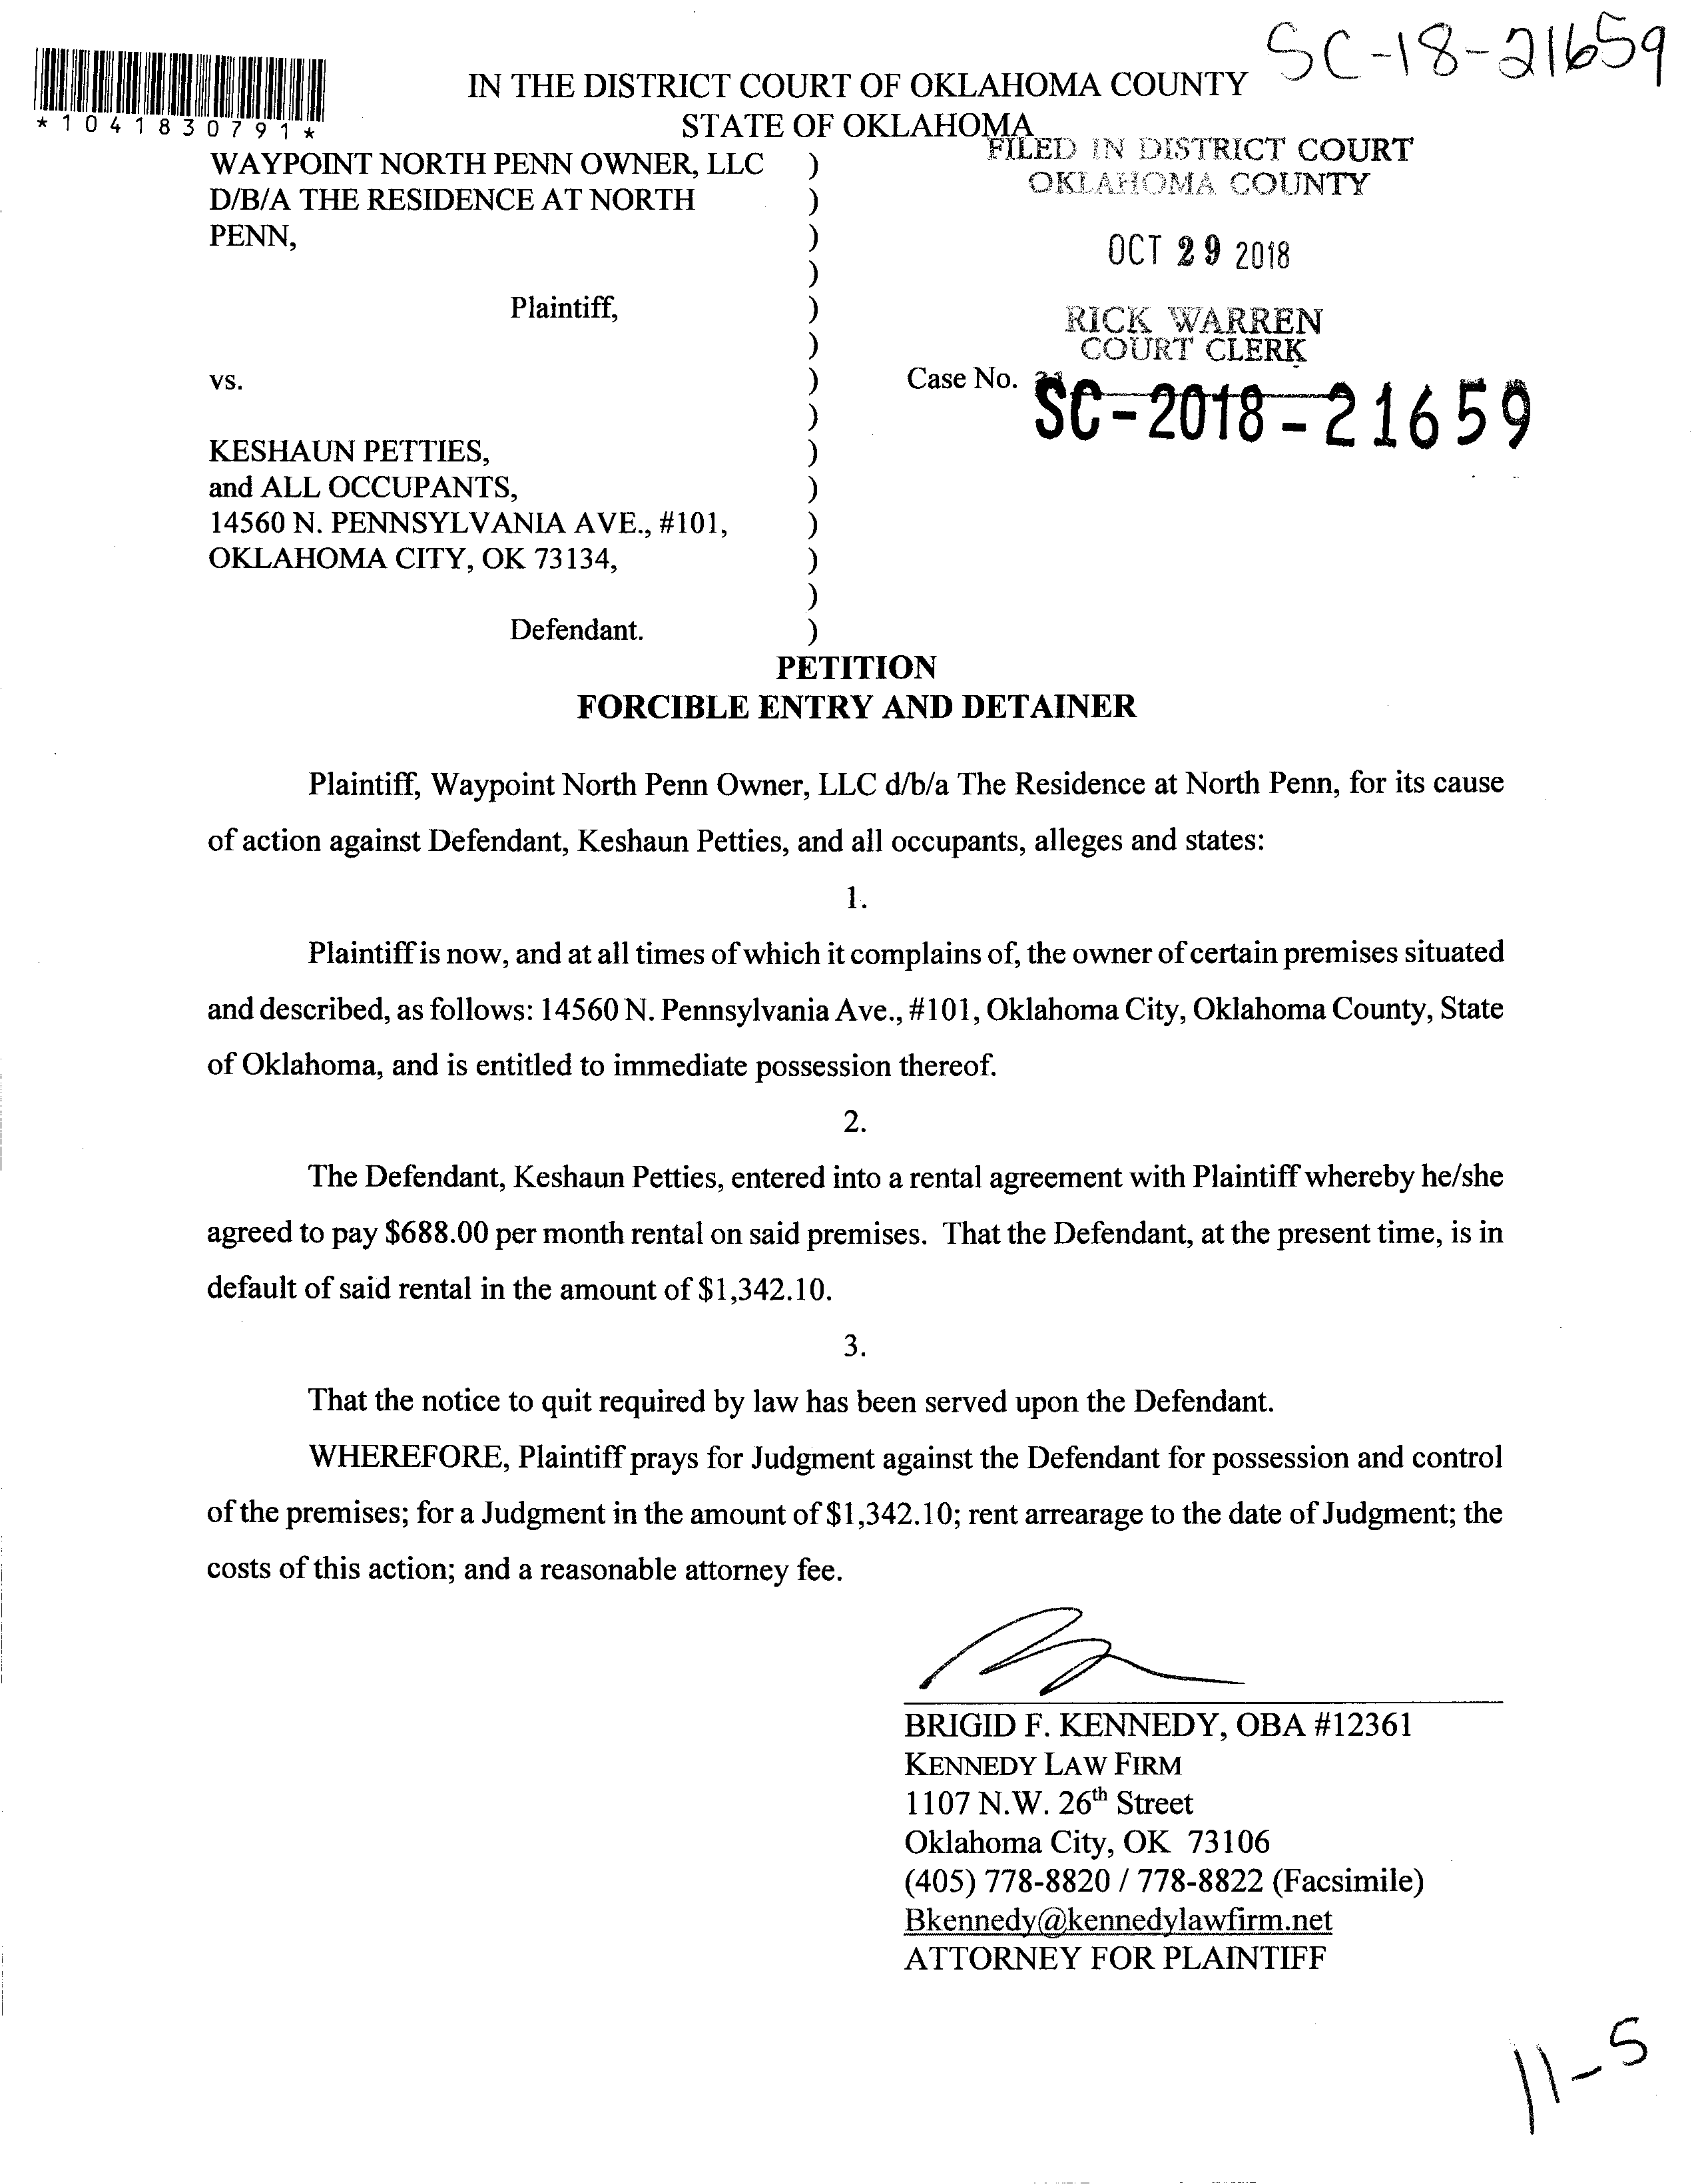 SC-18-21659
*1041830791*
IN THE DISTRICT COURT OF OKLAHOMA COUNTY
STATE OF OKLAHOMA
FILED IN DISTRICT COURT
OKLAHOMA COUNTY
OCT 29 2018
RICK WARREN
COURT CLERK
WAYPOINT NORTH PENN OWNER, LLC )
D/B/A THE RESIDENCE AT NORTH )
PENN, )
)
Plaintiff, )
)
vs. ) Case No. SC-2018-21659
)
KESHAUN PETTIES, )
and ALL OCCUPANTS, )
14560 N. PENNSYLVANIA AVE., #101, )
OKLAHOMA CITY, OK 73134, )
)
Defendant. )
PETITION
FORCIBLE ENTRY AND DETAINER
Plaintiff, Waypoint North Penn Owner, LLC d/b/a The Residence at North Penn, for its cause
of action against Defendant, Keshaun Petties, and all occupants, alleges and states:
1.
Plaintiff is now, and at all times of which it complains of, the owner of certain premises situated
and described, as follows: 14560 N. Pennsylvania Ave., #101, Oklahoma City, Oklahoma County, State
of Oklahoma, and is entitled to immediate possession thereof.
2.
The Defendant, Keshaun Petties, entered into a rental agreement with Plaintiff whereby he/she
agreed to pay $688.00 per month rental on said premises. That the Defendant, at the present time, is in
default of said rental in the amount of $1,342.10.
3.
That the notice to quit required by law has been served upon the Defendant.
WHEREFORE, Plaintiff prays for Judgment against the Defendant for possession and control
of the premises; for a Judgment in the amount of $1,342.10; rent arrearage to the date of Judgment; the
costs of this action; and a reasonable attorney fee.
BRIGID F. KENNEDY, OBA #12361
KENNEDY LAW FIRM
1107 N.W. 26th Street
Oklahoma City, OK 73106
(405) 778-8820 / 778-8822 (Facsimile)
Bkennedy@kennedylawfirm.net
ATTORNEY FOR PLAINTIFF
11-5